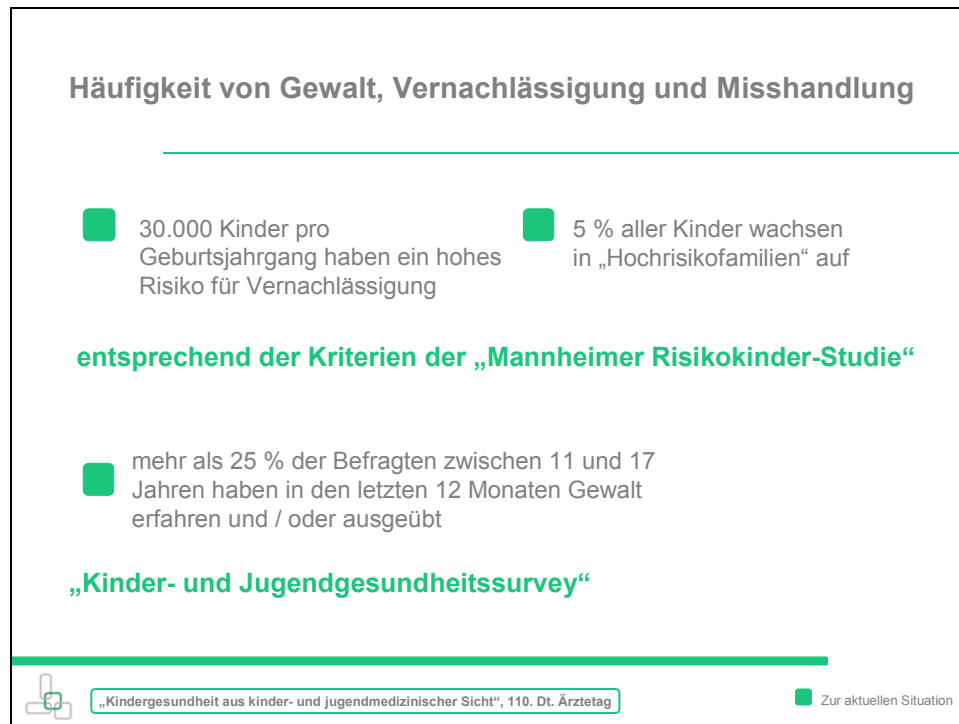 Häufigkeit von Gewalt, Vernachlässigung und Misshandlung
30.000 Kinder pro
Geburtsjahrgang haben ein hohes
Risiko für Vernachlässigung
5 % aller Kinder wachsen
in „Hochrisikofamilien“ auf
entsprechend der Kriterien der „Mannheimer Risikokinder-Studie“
mehr als 25 % der Befragten zwischen 11 und 17
Jahren haben in den letzten 12 Monaten Gewalt
erfahren und / oder ausgeübt
„Kinder- und Jugendgesundheitssurvey“
„Kindergesundheit aus kinder- und jugendmedizinischer Sicht“, 110. Dt. Ärztetag
Zur aktuellen Situation